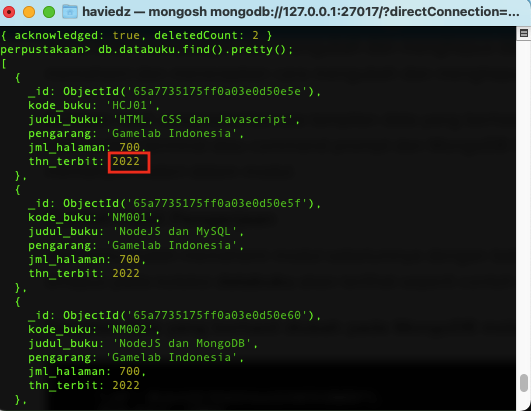 haviedz — mongosh mongodb://127.0.0.1:27017/?directConnection=...
{ acknowledged: true, deletedCount: 2 }
perpustakaan> db.databuku.find().pretty();
[
  {
    _id: ObjectId('65a7735175ff0a03e0d50e5e'),
    kode_buku: 'HCJ01',
    judul_buku: 'HTML, CSS dan Javascript',
    pengarang: 'Gamelab Indonesia',
    jml_halaman: 700,
    thn_terbit: 2022
  },
  {
    _id: ObjectId('65a7735175ff0a03e0d50e5f'),
    kode_buku: 'NM001',
    judul_buku: 'NodeJS dan MySQL',
    pengarang: 'Gamelab Indonesia',
    jml_halaman: 700,
    thn_terbit: 2022
  },
  {
    _id: ObjectId('65a7735175ff0a03e0d50e60'),
    kode_buku: 'NM002',
    judul_buku: 'NodeJS dan MongoDB',
    pengarang: 'Gamelab Indonesia',
    jml_halaman: 700,
    thn_terbit: 2022
  },